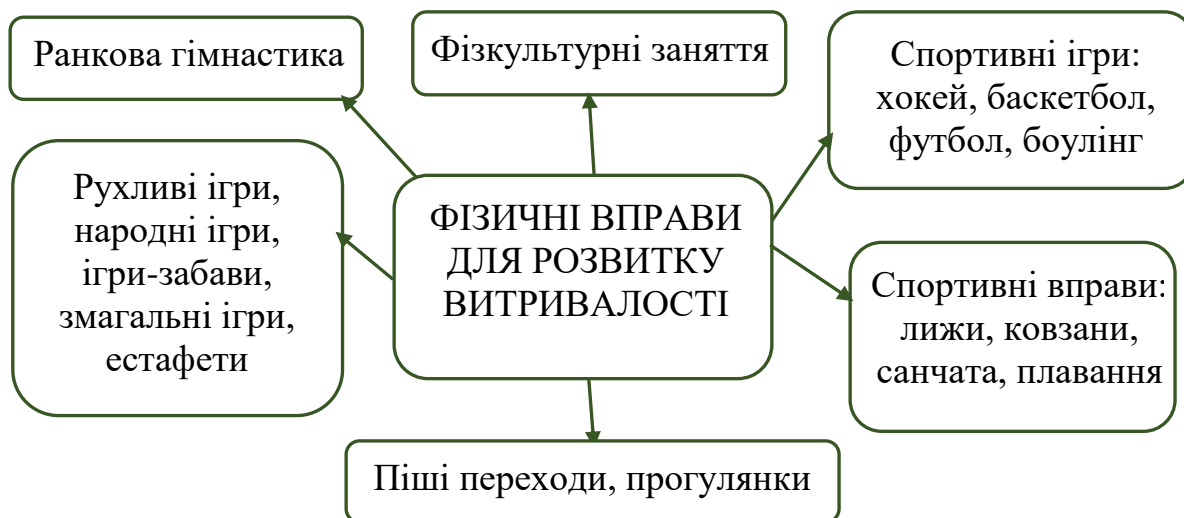 Ранкова гімнастика
Фізкультурні заняття
Спортивні ігри:
хокей, баскетбол,
футбол, боулінг
Рухливі ігри,
народні ігри,
ігри-забави,
змагальні ігри,
естафети
ФІЗИЧНІ ВПРАВИ
ДЛЯ РОЗВИТКУ
ВИТРИВАЛОСТІ
Спортивні вправи:
лижи, ковзани,
санчата, плавання
Піші переходи, прогулянки